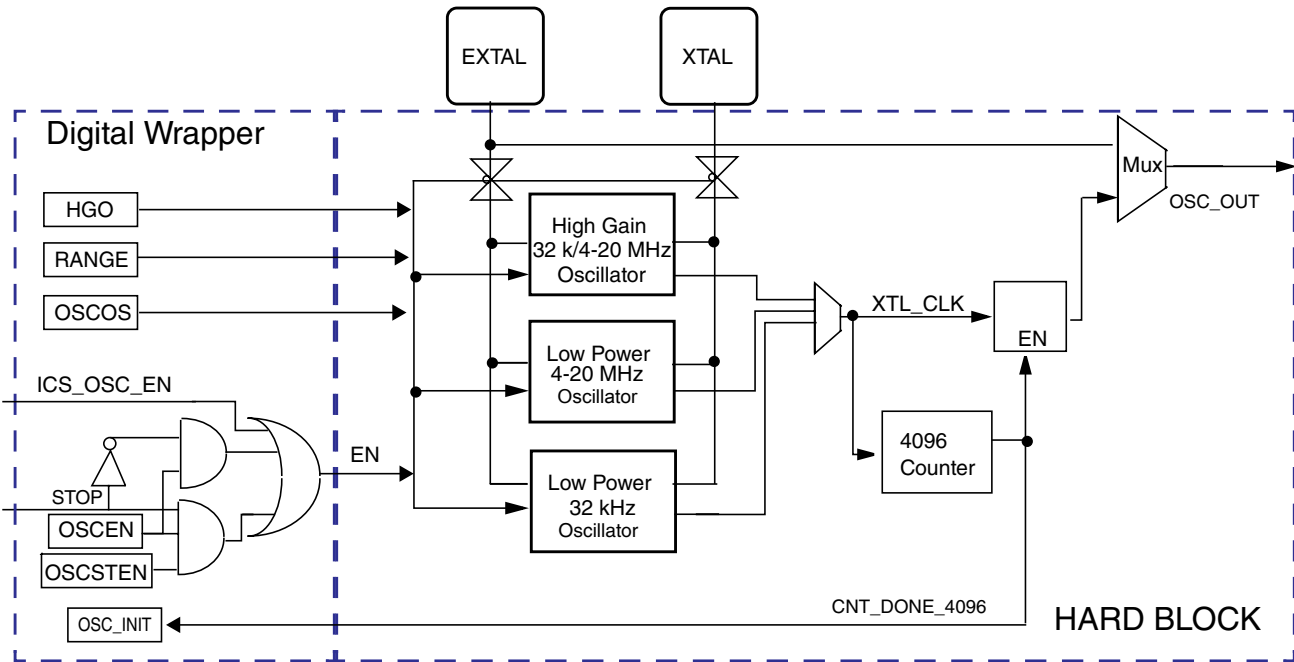 EXTAL
XTAL
Digital Wrapper
Mux
OSC_OUT
HGO
RANGE
OSCOS
High Gain
32 k/4-20 MHz
Oscillator
XTL_CLK
EN
Low Power
4-20 MHz
Oscillator
ICS_OSC_EN
EN
4096
Counter
STOP
OSCEN
OSCSTEN
Low Power
32 kHz
Oscillator
OSC_INIT
CNT_DONE_4096
HARD BLOCK